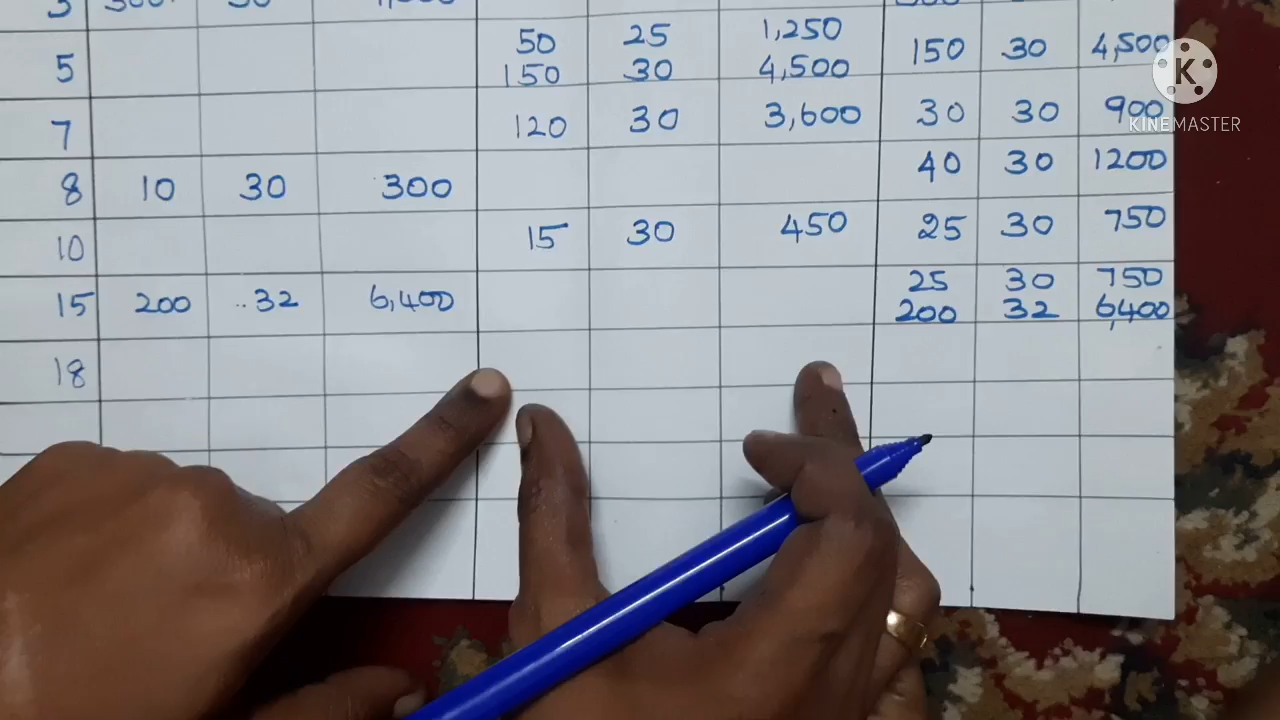 50 25 1,250 150 30 4,500
5 150 30 4,500
7 120 30 3,600 30 30 900
8 10 30 300 40 30 1200
10 15 30 450 25 30 750
25 30 750
15 200 32 6,400 200 32 6,400
18
K
KINEMASTER